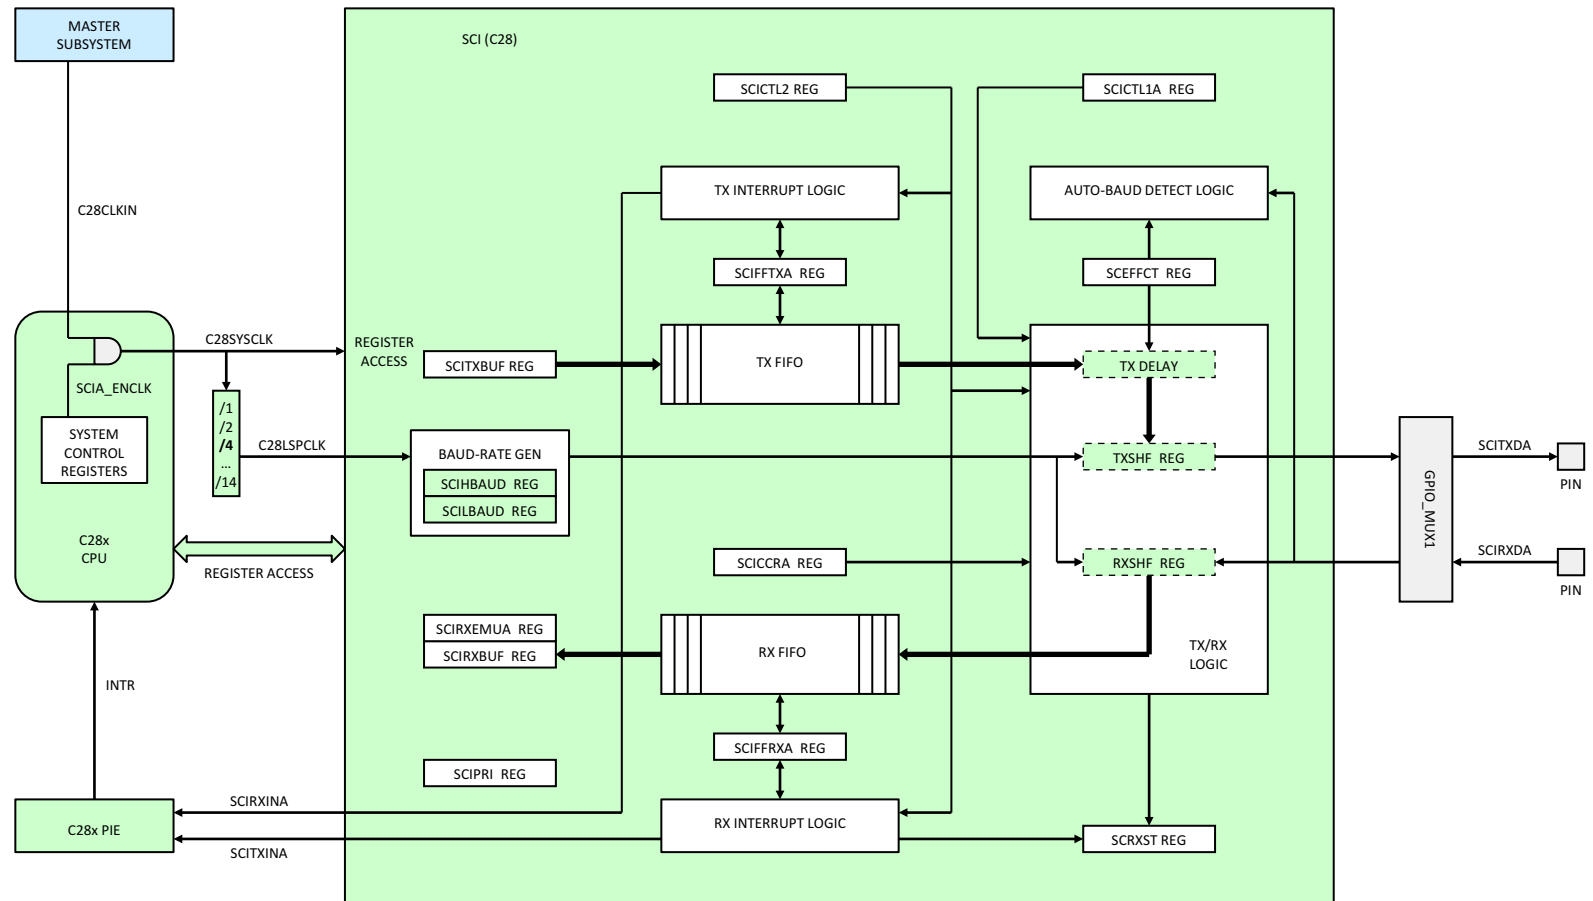 MASTER
SUBSYSTEM
SCI (C28)
SCICTL2 REG
SCICTL1A REG
TX INTERRUPT LOGIC
AUTO-BAUD DETECT LOGIC
C28CLKIN
SCIFFTXA REG
SCEFFCT REG
C28SYSCLK
REGISTER
ACCESS
SCITXBUF REG
TX FIFO
TX DELAY
SCIA_ENCLK
/1
/2
/4
...
/14
SYSTEM
CONTROL
REGISTERS
C28LSPCLK
BAUD-RATE GEN
SCIHBAUD REG
SCILBAUD REG
TXSHF REG
GPIO_MUX1
SCITXDA
PIN
C28x
CPU
REGISTER ACCESS
SCICCRA REG
RXSHF REG
SCIRXDA
PIN
SCIRXEMUA REG
SCIRXBUF REG
RX FIFO
TX/RX
LOGIC
INTR
SCIFFRXA REG
SCIPRI REG
SCIRXINA
C28x PIE
RX INTERRUPT LOGIC
SCRXST REG
SCITXINA